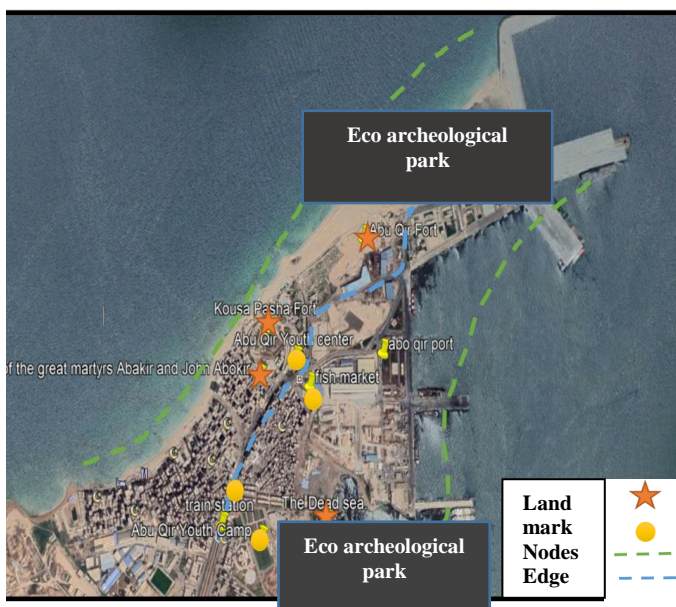 Eco archeological
park
Abu Qir Fort
Kousa Pasha Fort
Abu Qir Youth center
abo qir port
of the great martyrs Abakir and John Abokir
fish market
train station
The Dead sea
Abu Qir Youth Camp
Eco archeological
park
Land
mark
Nodes
Edge